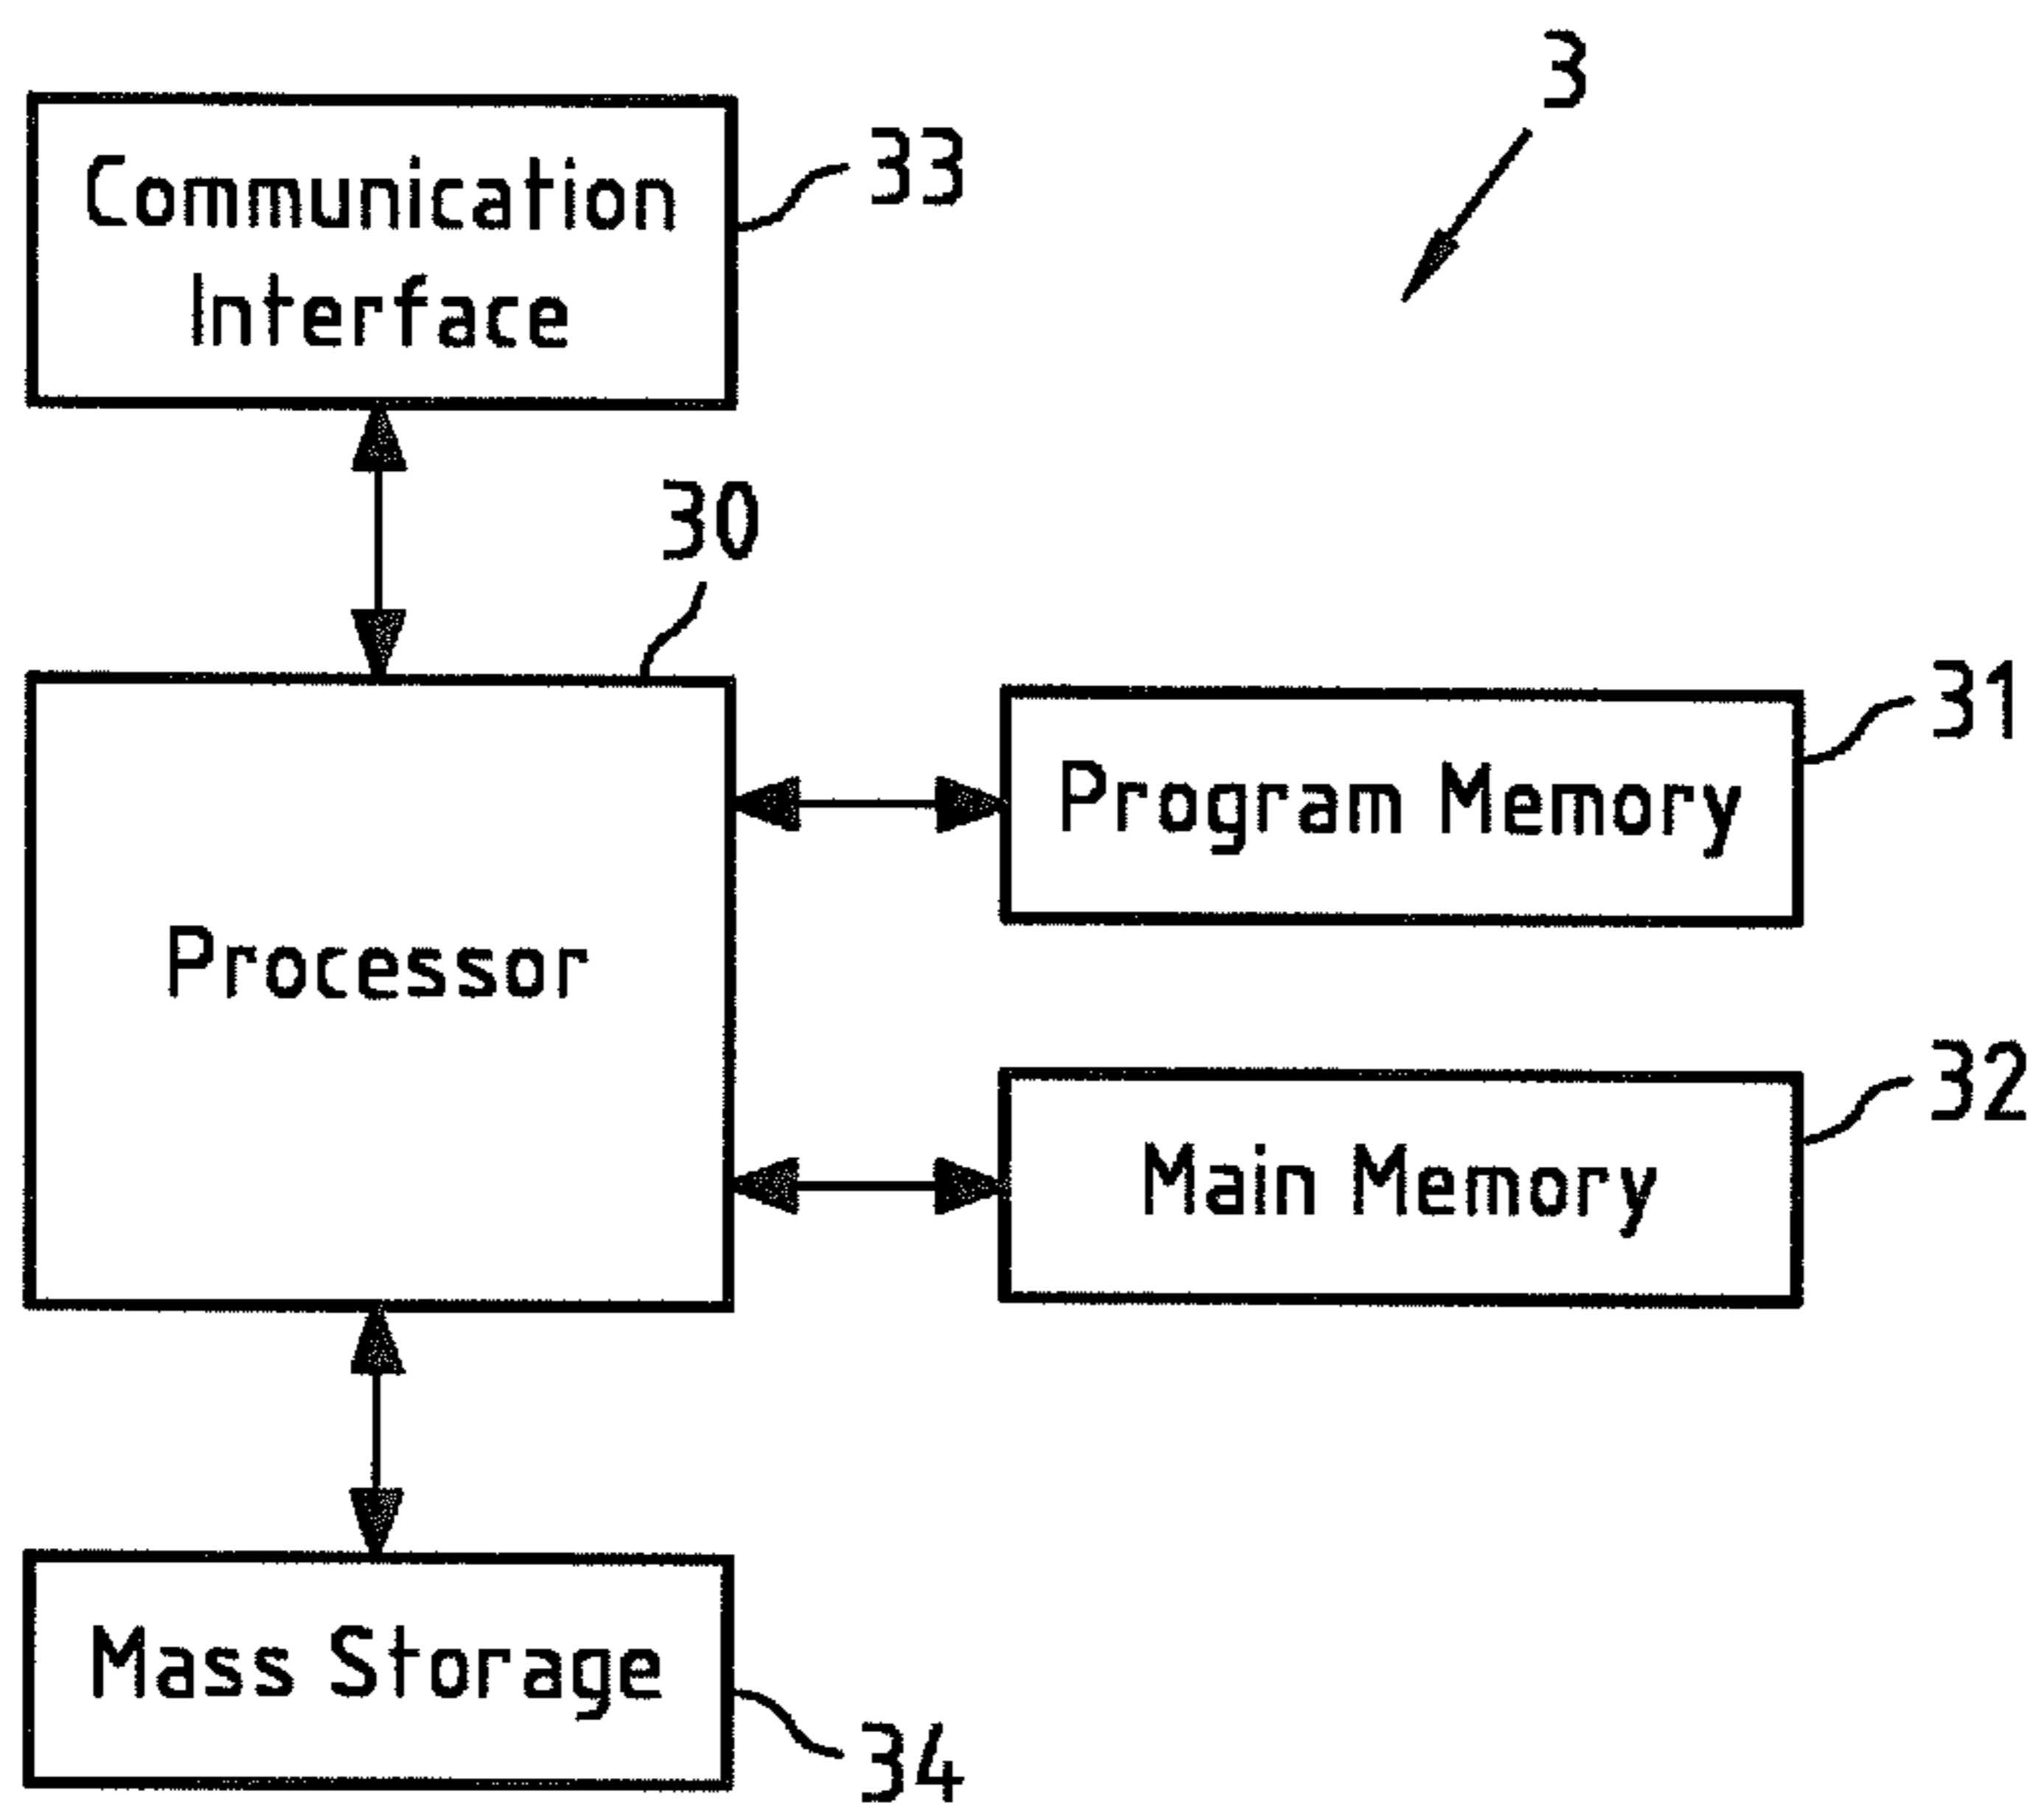 3
Communication
Interface
33
30
Processor
Program Memory
31
Main Memory
32
Mass Storage
34